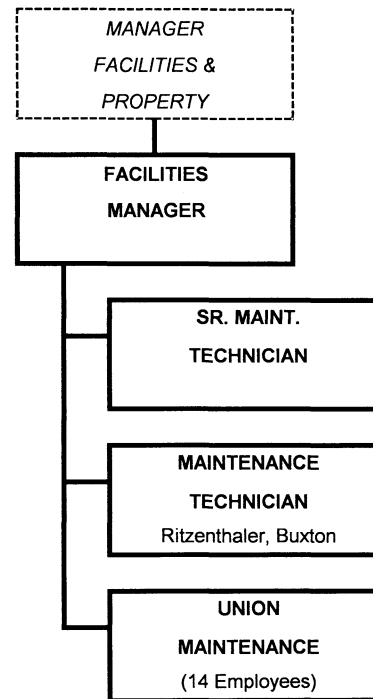 MANAGER
FACILITIES &
PROPERTY
FACILITIES
MANAGER
SR. MAINT.
TECHNICIAN
MAINTENANCE
TECHNICIAN
Ritzenthaler, Buxton
UNION
MAINTENANCE
(14 Employees)